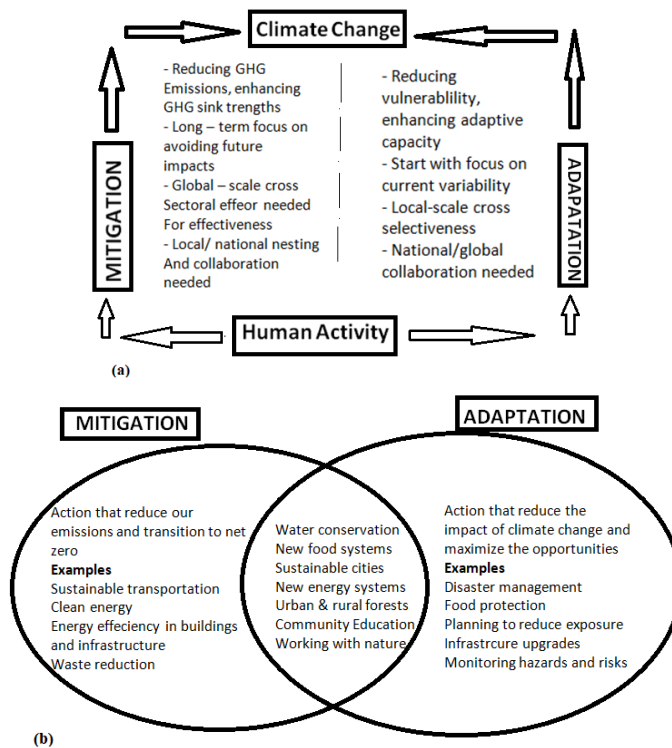 Climate Change
- Reducing GHG
Emissions, enhancing
GHG sink trengths
- Long – term focus on
avoiding future
impacts
- Global – scale cross
Sectoral effeor needed
For effectiveness
- Local/ national nesting
And collaboration
needed
- Reducing
vulnerablility,
enhancing adaptive
capacity
- Start with focus on
current variability
- Local-scale cross
selectiveness
- National/global
collaboration needed
MITIGATION
ADAPATATION
Human Activity
(a)
MITIGATION
ADAPTATION
Action that reduce our
emissions and transition to net
zero
Examples
Sustainable transportation
Clean energy
Energy effeciency in buildings
and infrastructure
Waste reduction
Water conservation
New food systems
Sustainable cities
New energy systems
Urban & rural forests
Community Education
Working with nature
Action that reduce the
impact of climate change and
maximize the opportunities
Examples
Disaster management
Food protection
Planning to reduce exposure
Infrastrcure upgrades
Monitoring hazards and risks
(b)